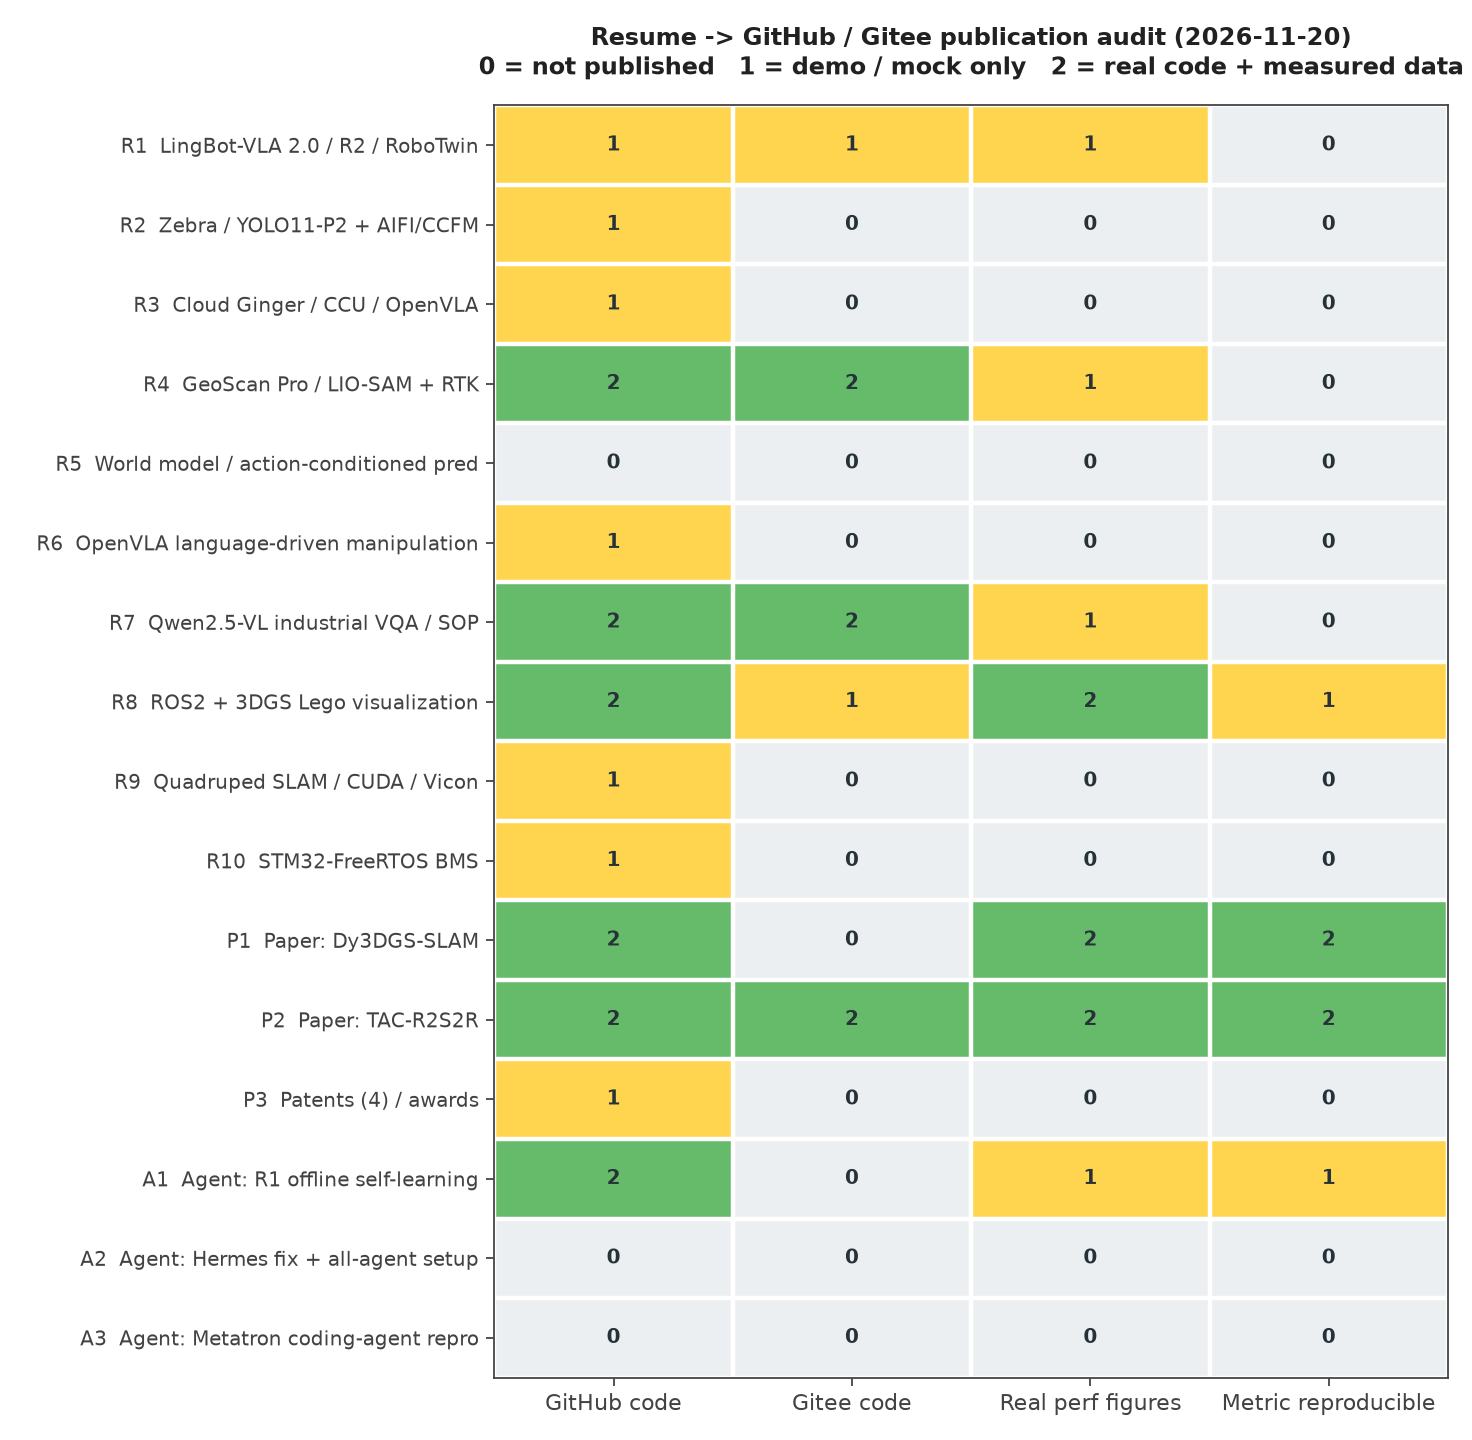 Resume -> GitHub / Gitee publication audit (2026-11-20)
0 = not published   1 = demo / mock only   2 = real code + measured data
R1  LingBot-VLA 2.0 / R2 / RoboTwin 1 1 1 0
R2  Zebra / YOLO11-P2 + AIFI/CCFM 1 0 0 0
R3  Cloud Ginger / CCU / OpenVLA 1 0 0 0
R4  GeoScan Pro / LIO-SAM + RTK 2 2 1 0
R5  World model / action-conditioned pred 0 0 0 0
R6  OpenVLA language-driven manipulation 1 0 0 0
R7  Qwen2.5-VL industrial VQA / SOP 2 2 1 0
R8  ROS2 + 3DGS Lego visualization 2 1 2 1
R9  Quadruped SLAM / CUDA / Vicon 1 0 0 0
R10  STM32-FreeRTOS BMS 1 0 0 0
P1  Paper: Dy3DGS-SLAM 2 0 2 2
P2  Paper: TAC-R2S2R 2 2 2 2
P3  Patents (4) / awards 1 0 0 0
A1  Agent: R1 offline self-learning 2 0 1 1
A2  Agent: Hermes fix + all-agent setup 0 0 0 0
A3  Agent: Metatron coding-agent repro 0 0 0 0
GitHub code Gitee code Real perf figures Metric reproducible